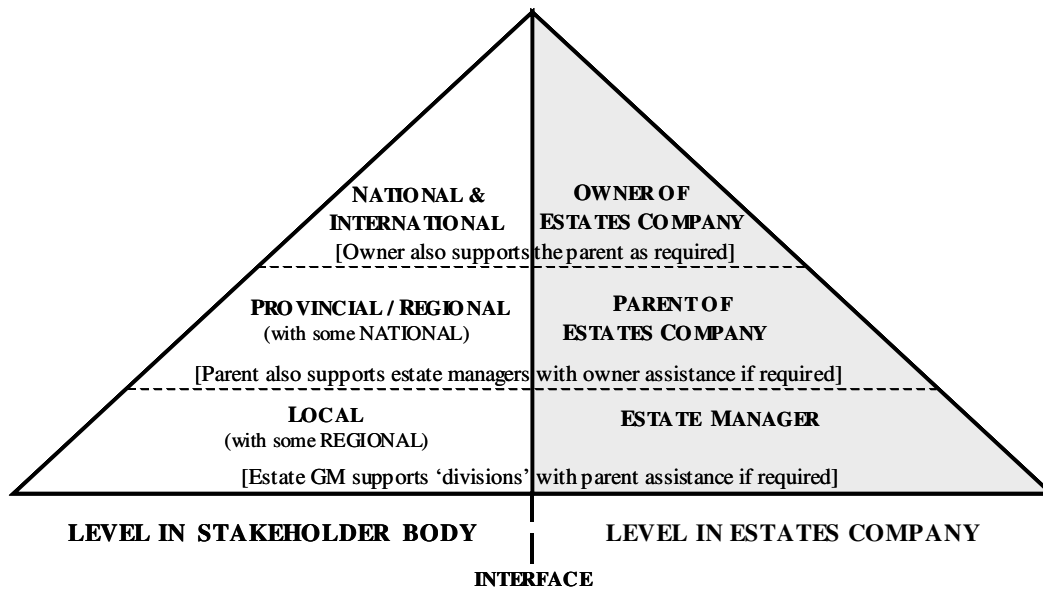 NATIONAL &
INTERNATIONAL
OWNER OF
ESTATES COMPANY
[Owner also supports the parent as required]
PROVINCIAL / REGIONAL
(with some NATIONAL)
PARENT OF
ESTATES COMPANY
[Parent also supports estate managers with owner assistance if required]
LOCAL
(with some REGIONAL)
ESTATE MANAGER
[Estate GM supports ‘divisions’ with parent assistance if required]
LEVEL IN STAKEHOLDER BODY
LEVEL IN ESTATES COMPANY
INTERFACE